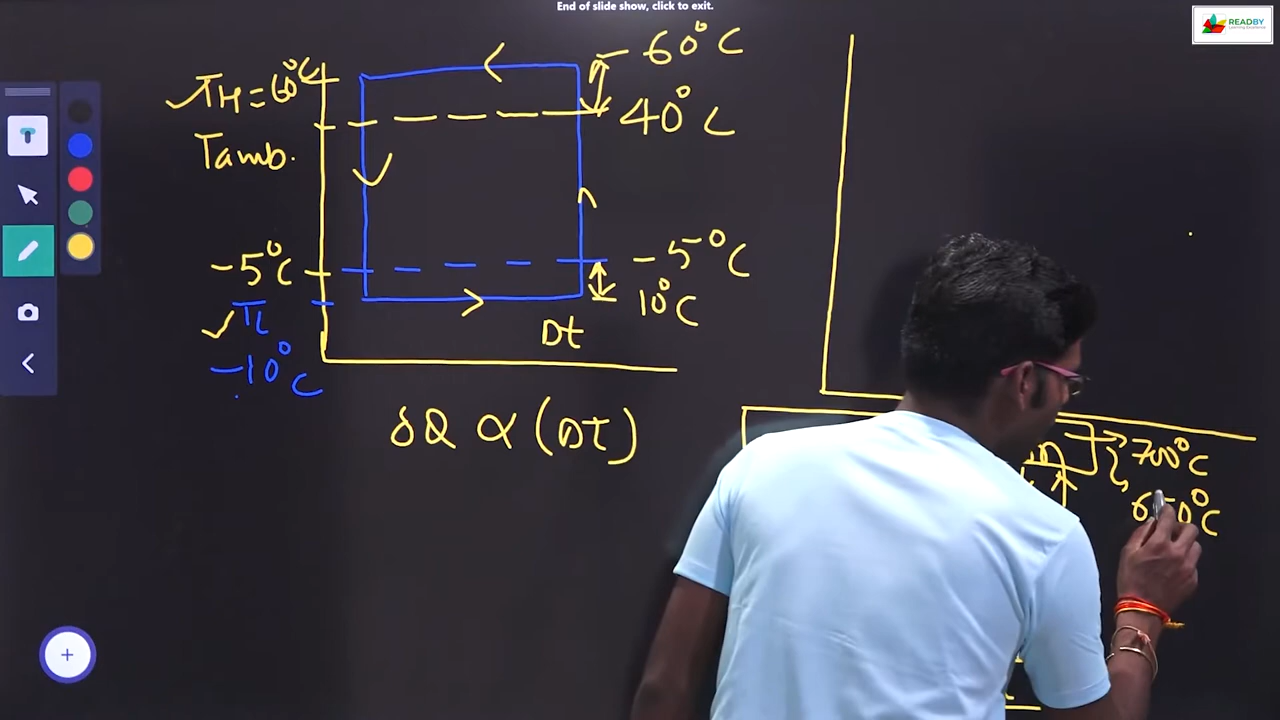 End of slide show, click to exit.
READBY
TH = 60°C
Tamb.
-5°C
TL
-10°C
- 60°C
40°C
-5°C
10°C
Dt
δQ α (DT)
700°C
650°C